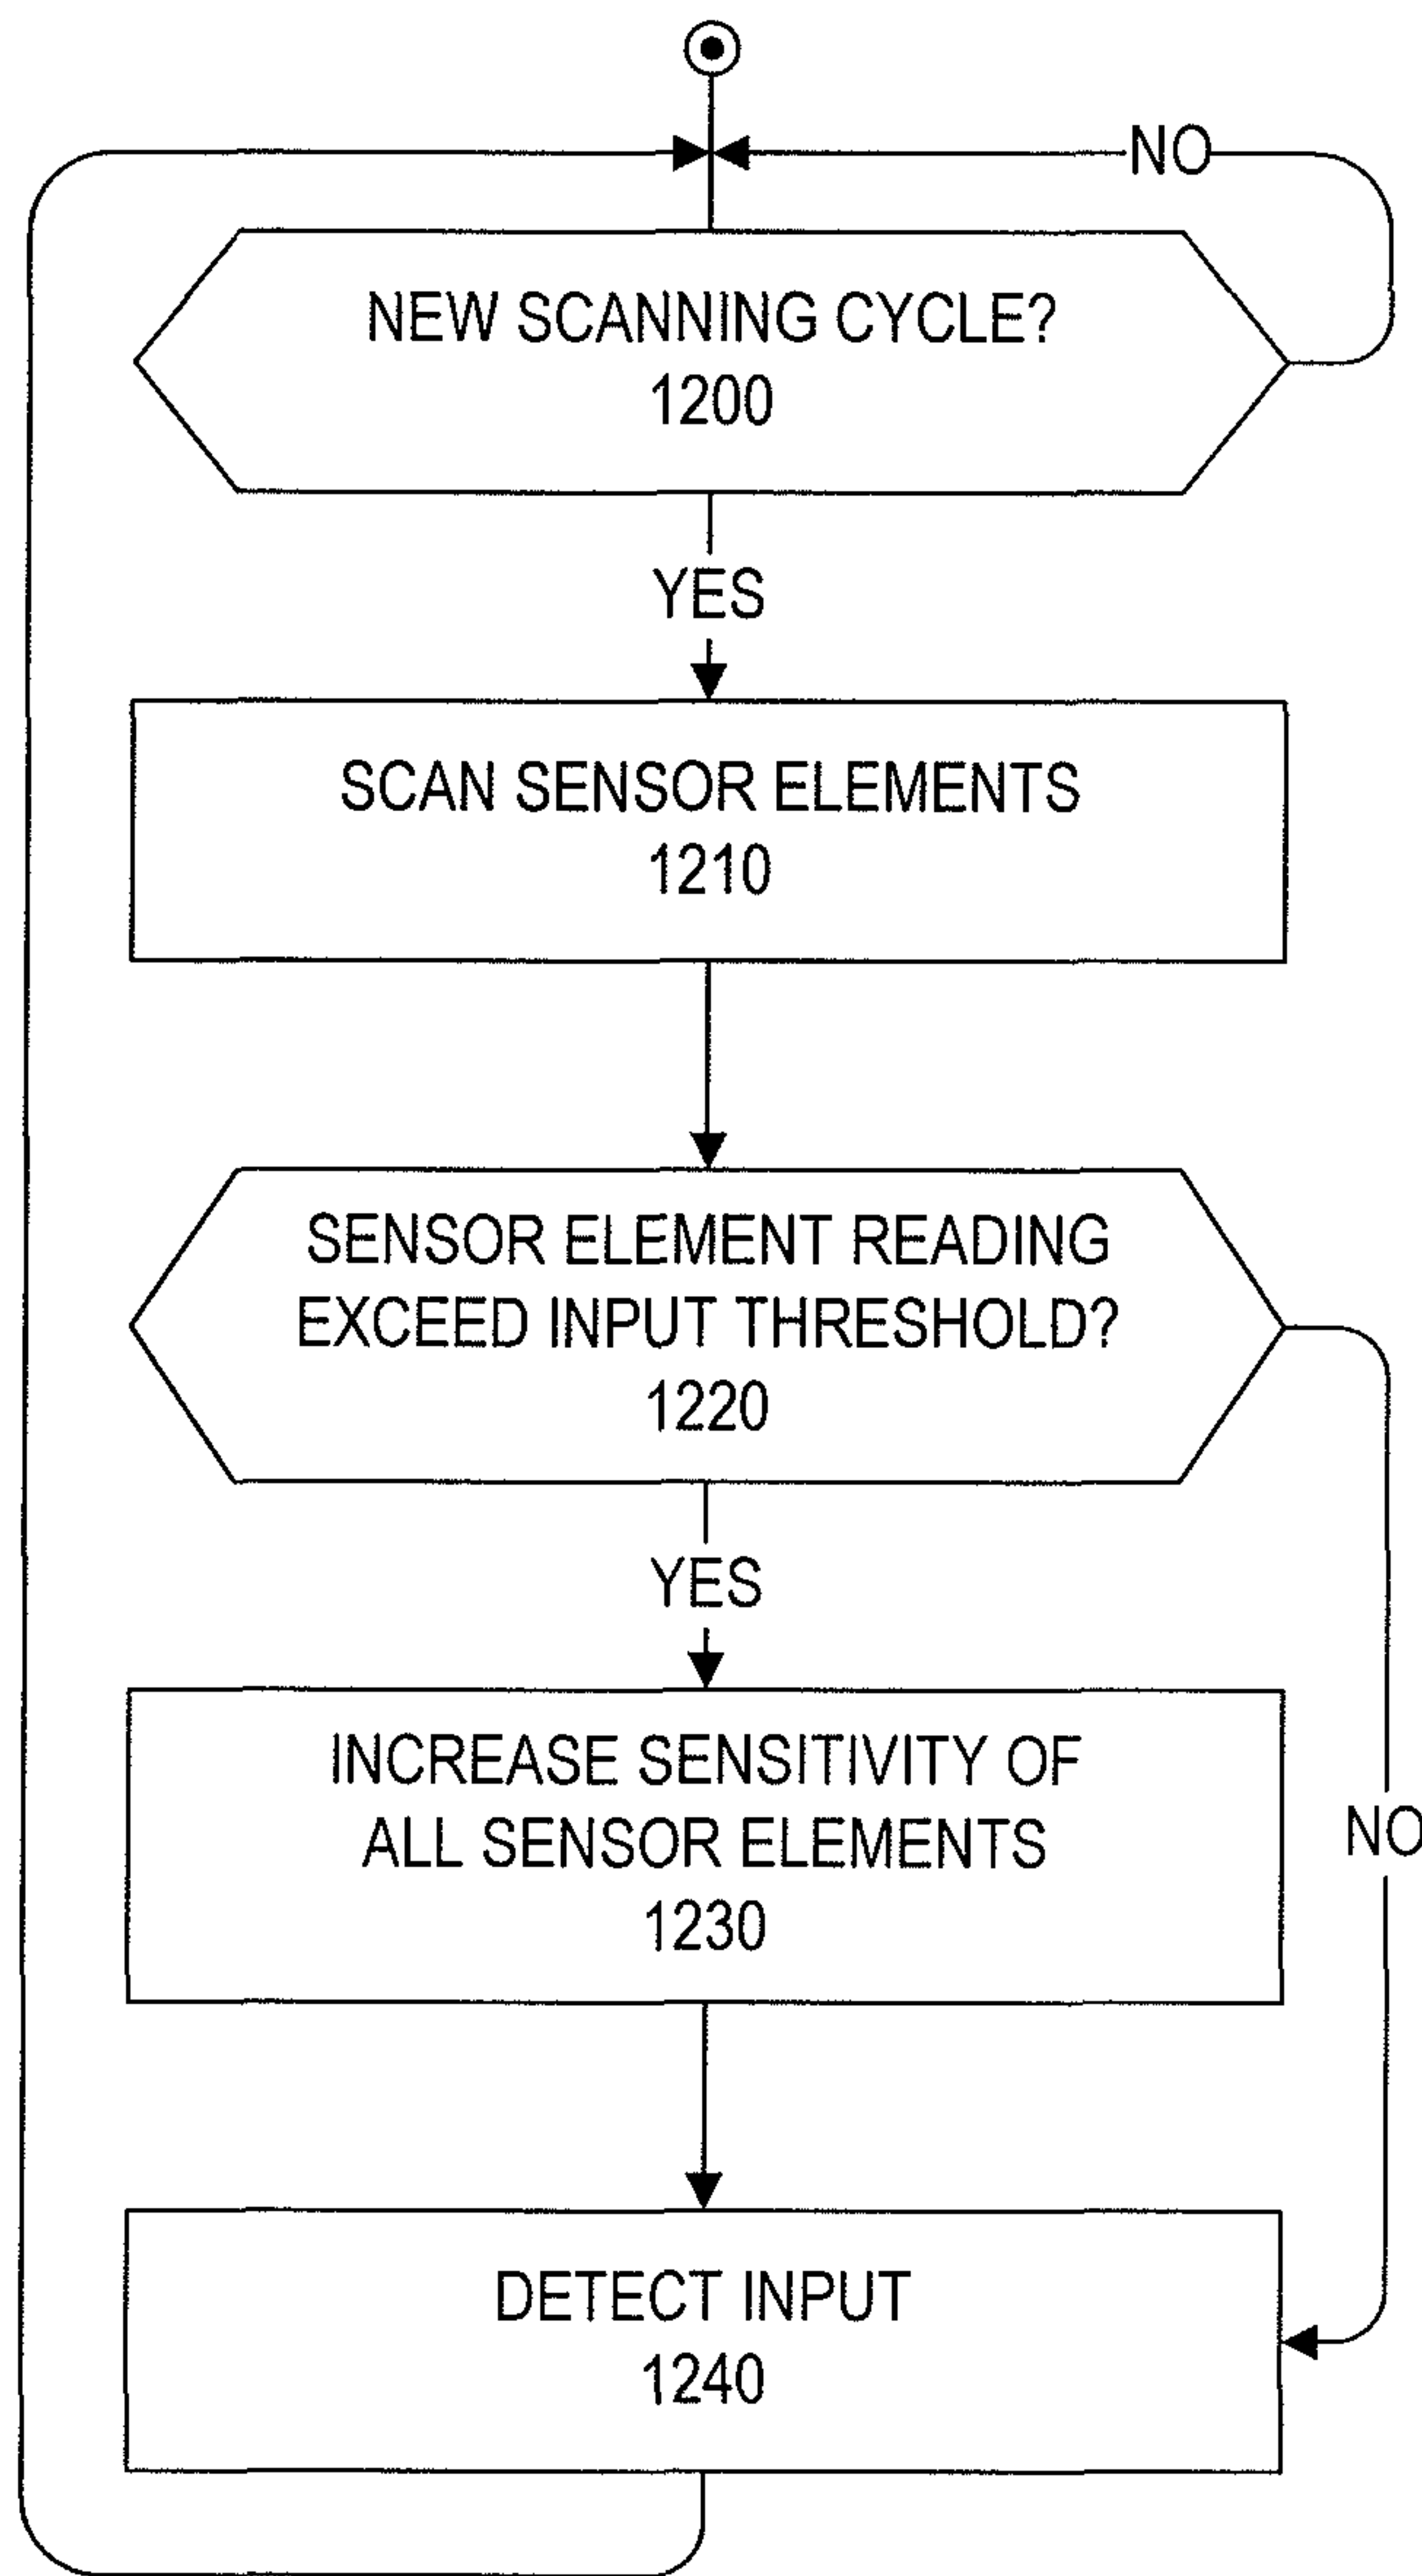 NO
NEW SCANNING CYCLE?
1200
YES
SCAN SENSOR ELEMENTS
1210
SENSOR ELEMENT READING
EXCEED INPUT THRESHOLD?
1220
YES
INCREASE SENSITIVITY OF
ALL SENSOR ELEMENTS
1230
NO
DETECT INPUT
1240